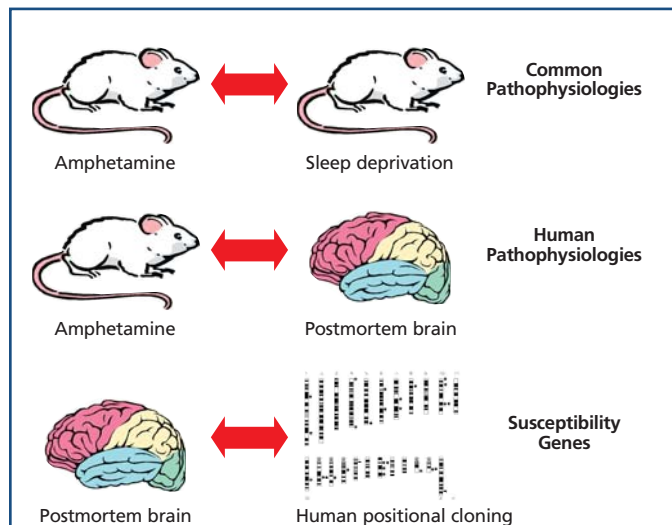 Common
Pathophysiologies
Amphetamine
Sleep deprivation
Human
Pathophysiologies
Amphetamine
Postmortem brain
Susceptibility
Genes
Postmortem brain
Human positional cloning